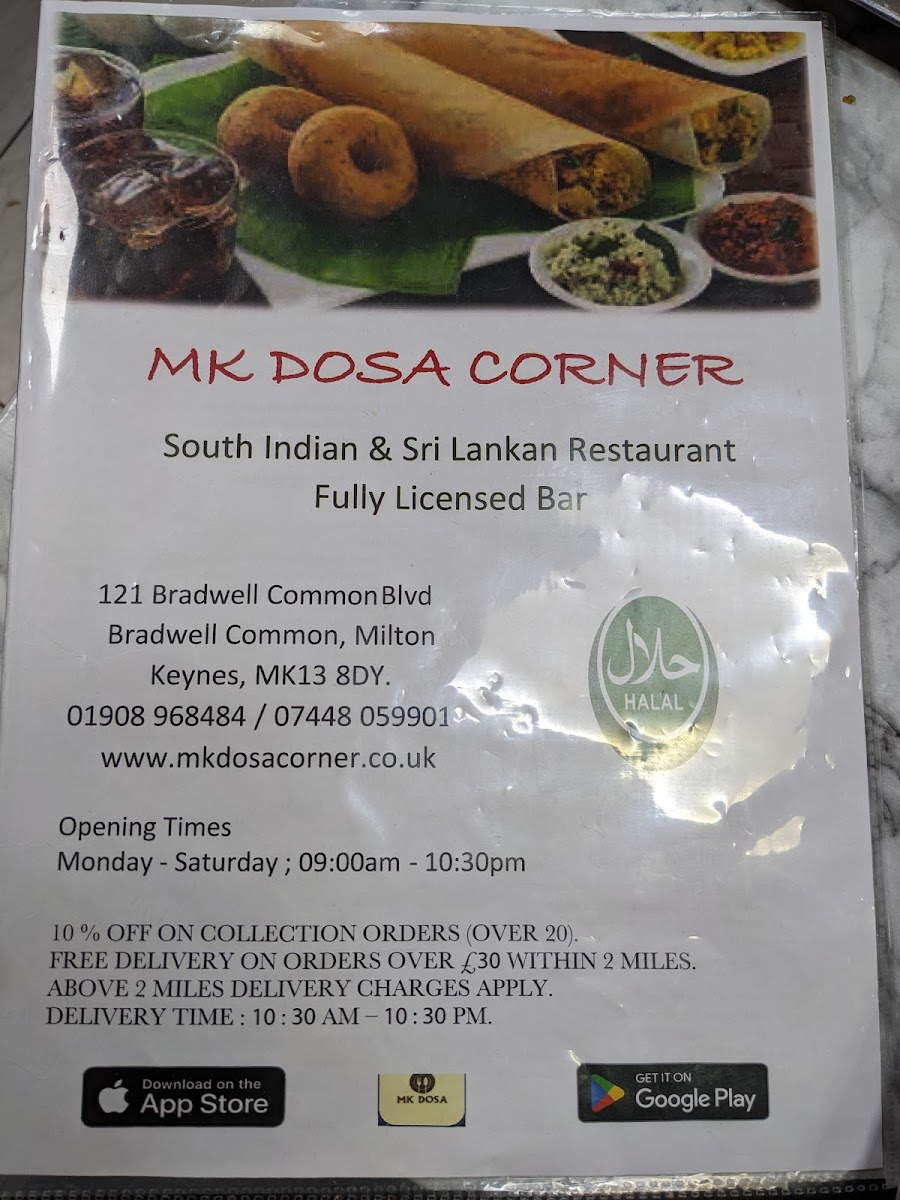 MK DOSA CORNER
South Indian & Sri Lankan Restaurant
Fully Licensed Bar
121 Bradwell Common Blvd
Bradwell Common, Milton
Keynes, MK13 8DY.
01908 968484 / 07448 059901
www.mkdosacorner.co.uk
حلال
HALAL
Opening Times
Monday - Saturday ; 09:00am - 10:30pm
10 % OFF ON COLLECTION ORDERS (OVER 20).
FREE DELIVERY ON ORDERS OVER £30 WITHIN 2 MILES.
ABOVE 2 MILES DELIVERY CHARGES APPLY.
DELIVERY TIME : 10 : 30 AM – 10 : 30 PM.
Download on the
App Store
MK DOSA
GET IT ON
Google Play